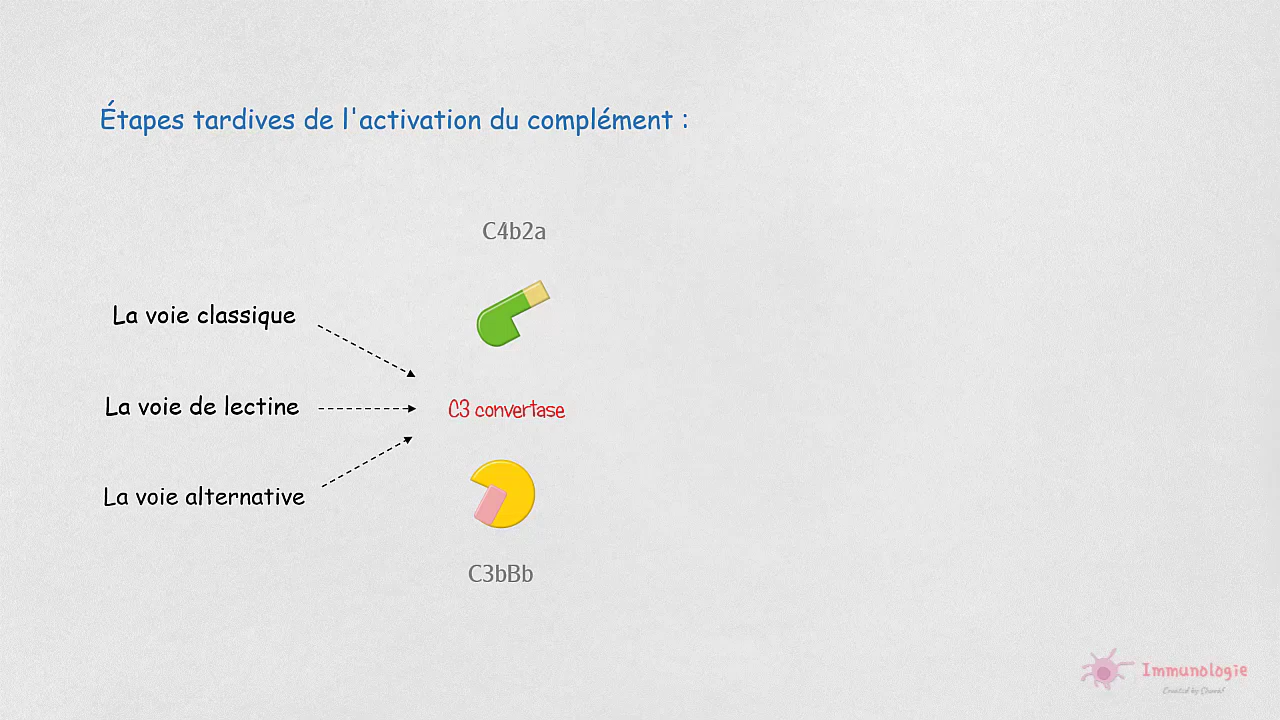 Étapes tardives de l'activation du complément :
C4b2a
La voie classique
La voie de lectine
C3 convertase
La voie alternative
C3bBb
Immunologie